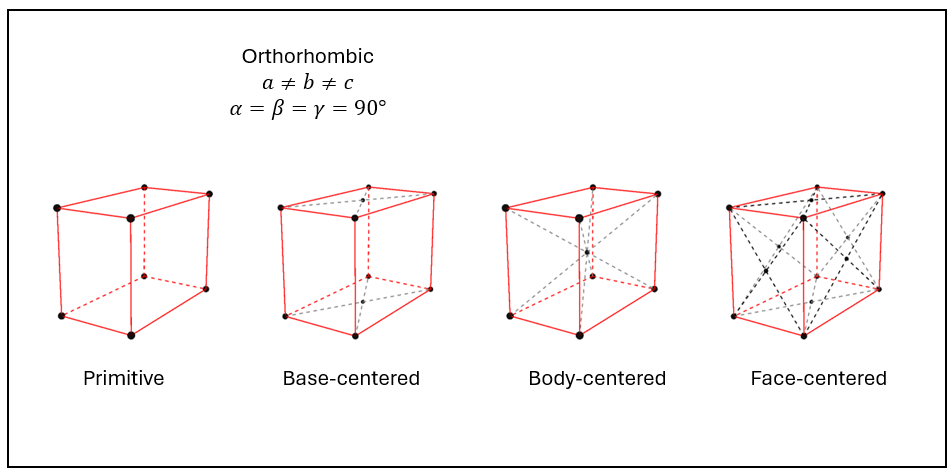 Orthorhombic
a ≠ b ≠ c
α = β = γ = 90°
Primitive
Base-centered
Body-centered
Face-centered